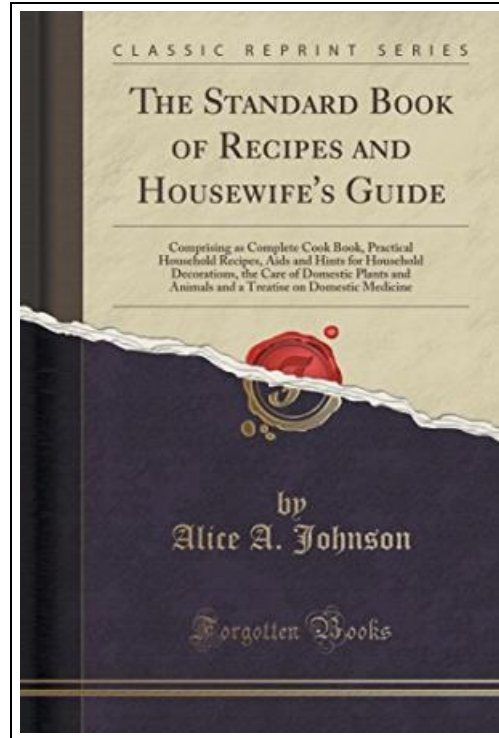 CLASSIC REPRINT SERIES
THE STANDARD BOOK
OF RECIPES AND
HOUSEWIFE'S GUIDE
Comprising as Complete Cook Book, Practical
Household Recipes, Aids and Hints for Household
Decorations, the Care of Domestic Plants and
Animals and a Treatise on Domestic Medicine
F
by
Alice A. Johnson
Forgotten Books